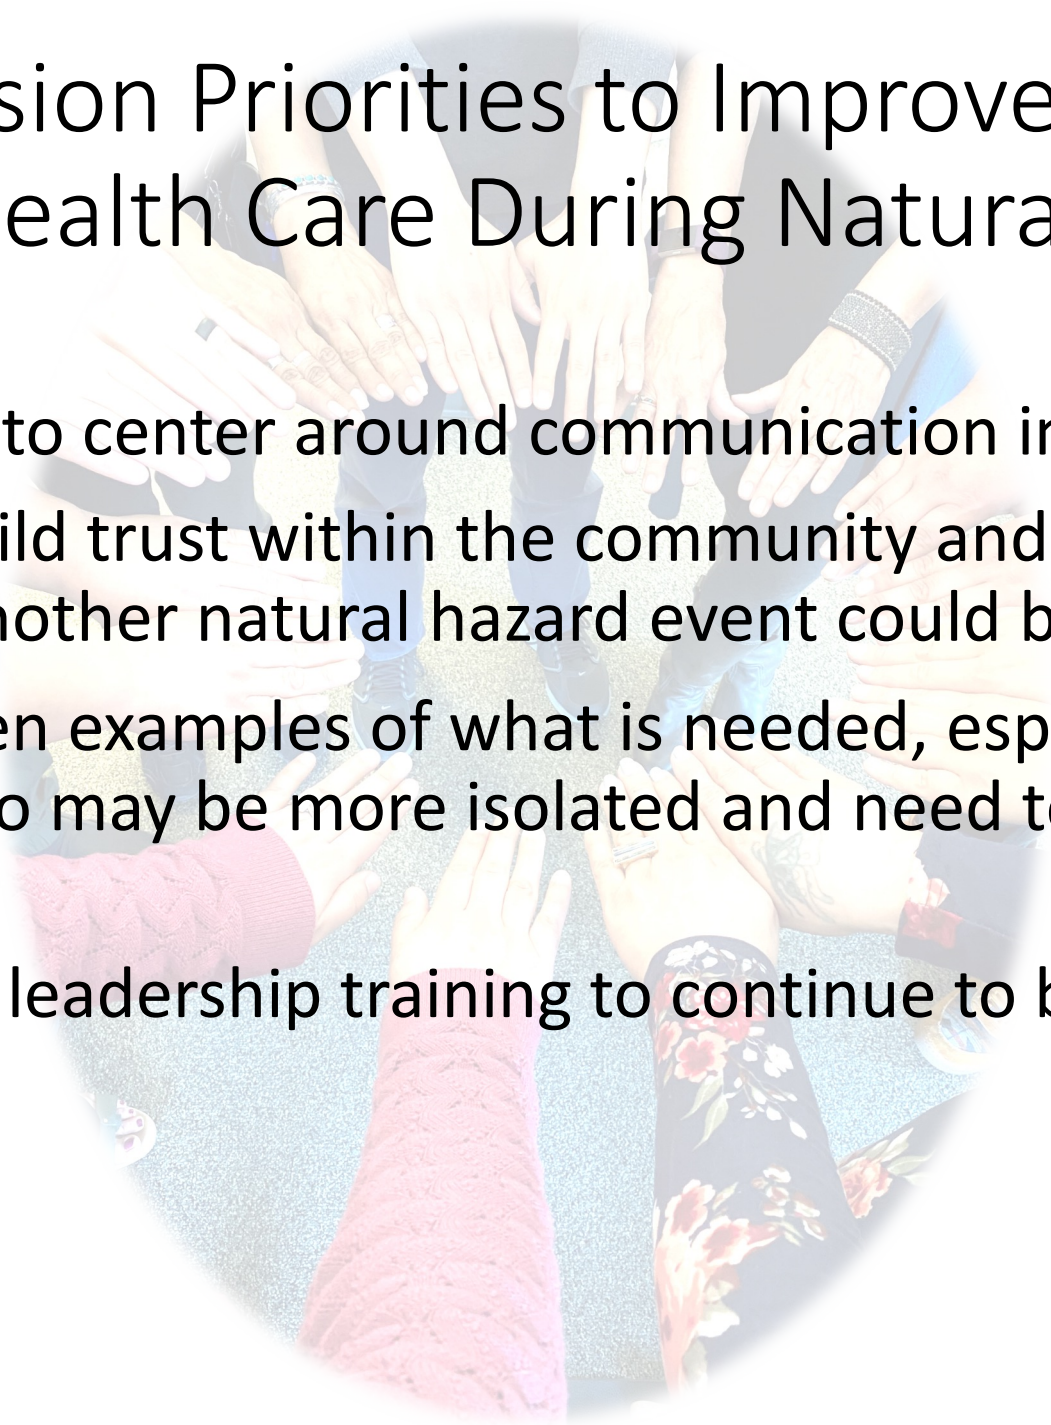 sion Priorities to Improve
ealth Care During Natura
to center around communication in
ild trust within the community and
nother natural hazard event could b
en examples of what is needed, esp
o may be more isolated and need to
leadership training to continue to b